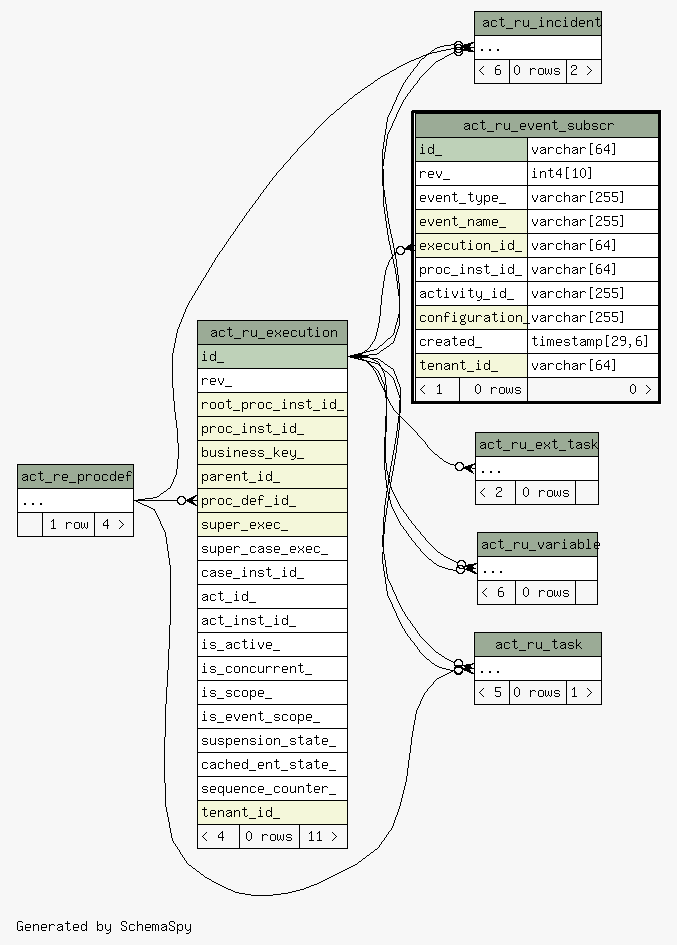 act_ru_incident
...
< 6 0 rows 2 >
act_ru_event_subscr
id_ varchar[64]
rev_ int4[10]
event_type_ varchar[255]
event_name_ varchar[255]
execution_id_ varchar[64]
proc_inst_id_ varchar[64]
activity_id_ varchar[255]
configuration_ varchar[255]
created_ timestamp[29,6]
tenant_id_ varchar[64]
< 1 0 rows 0 >
act_ru_execution
id_
rev_
root_proc_inst_id_
proc_inst_id_
business_key_
parent_id_
proc_def_id_
super_exec_
super_case_exec_
case_inst_id_
act_id_
act_inst_id_
is_active_
is_concurrent_
is_scope_
is_event_scope_
suspension_state_
cached_ent_state_
sequence_counter_
tenant_id_
< 4 0 rows 11 >
act_re_procdef
...
1 row 4 >
act_ru_ext_task
...
< 2 0 rows
act_ru_variable
...
< 6 0 rows
act_ru_task
...
< 5 0 rows 1 >
Generated by SchemaSpy